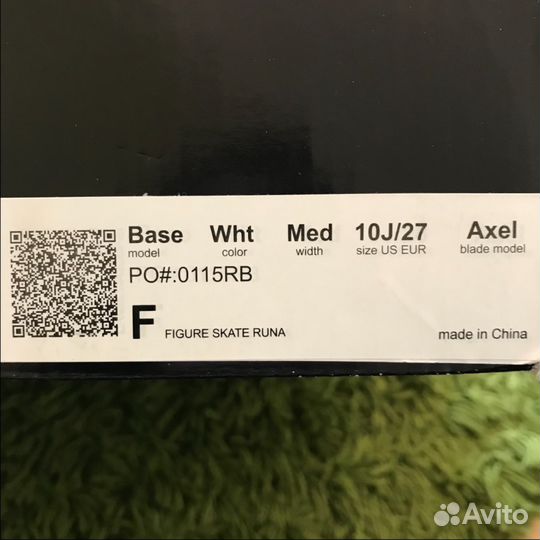 Base Wht Med 10J/27 Axel
model color width size US EUR blade model
PO#:0115RB
F FIGURE SKATE RUNA made in China
Avito